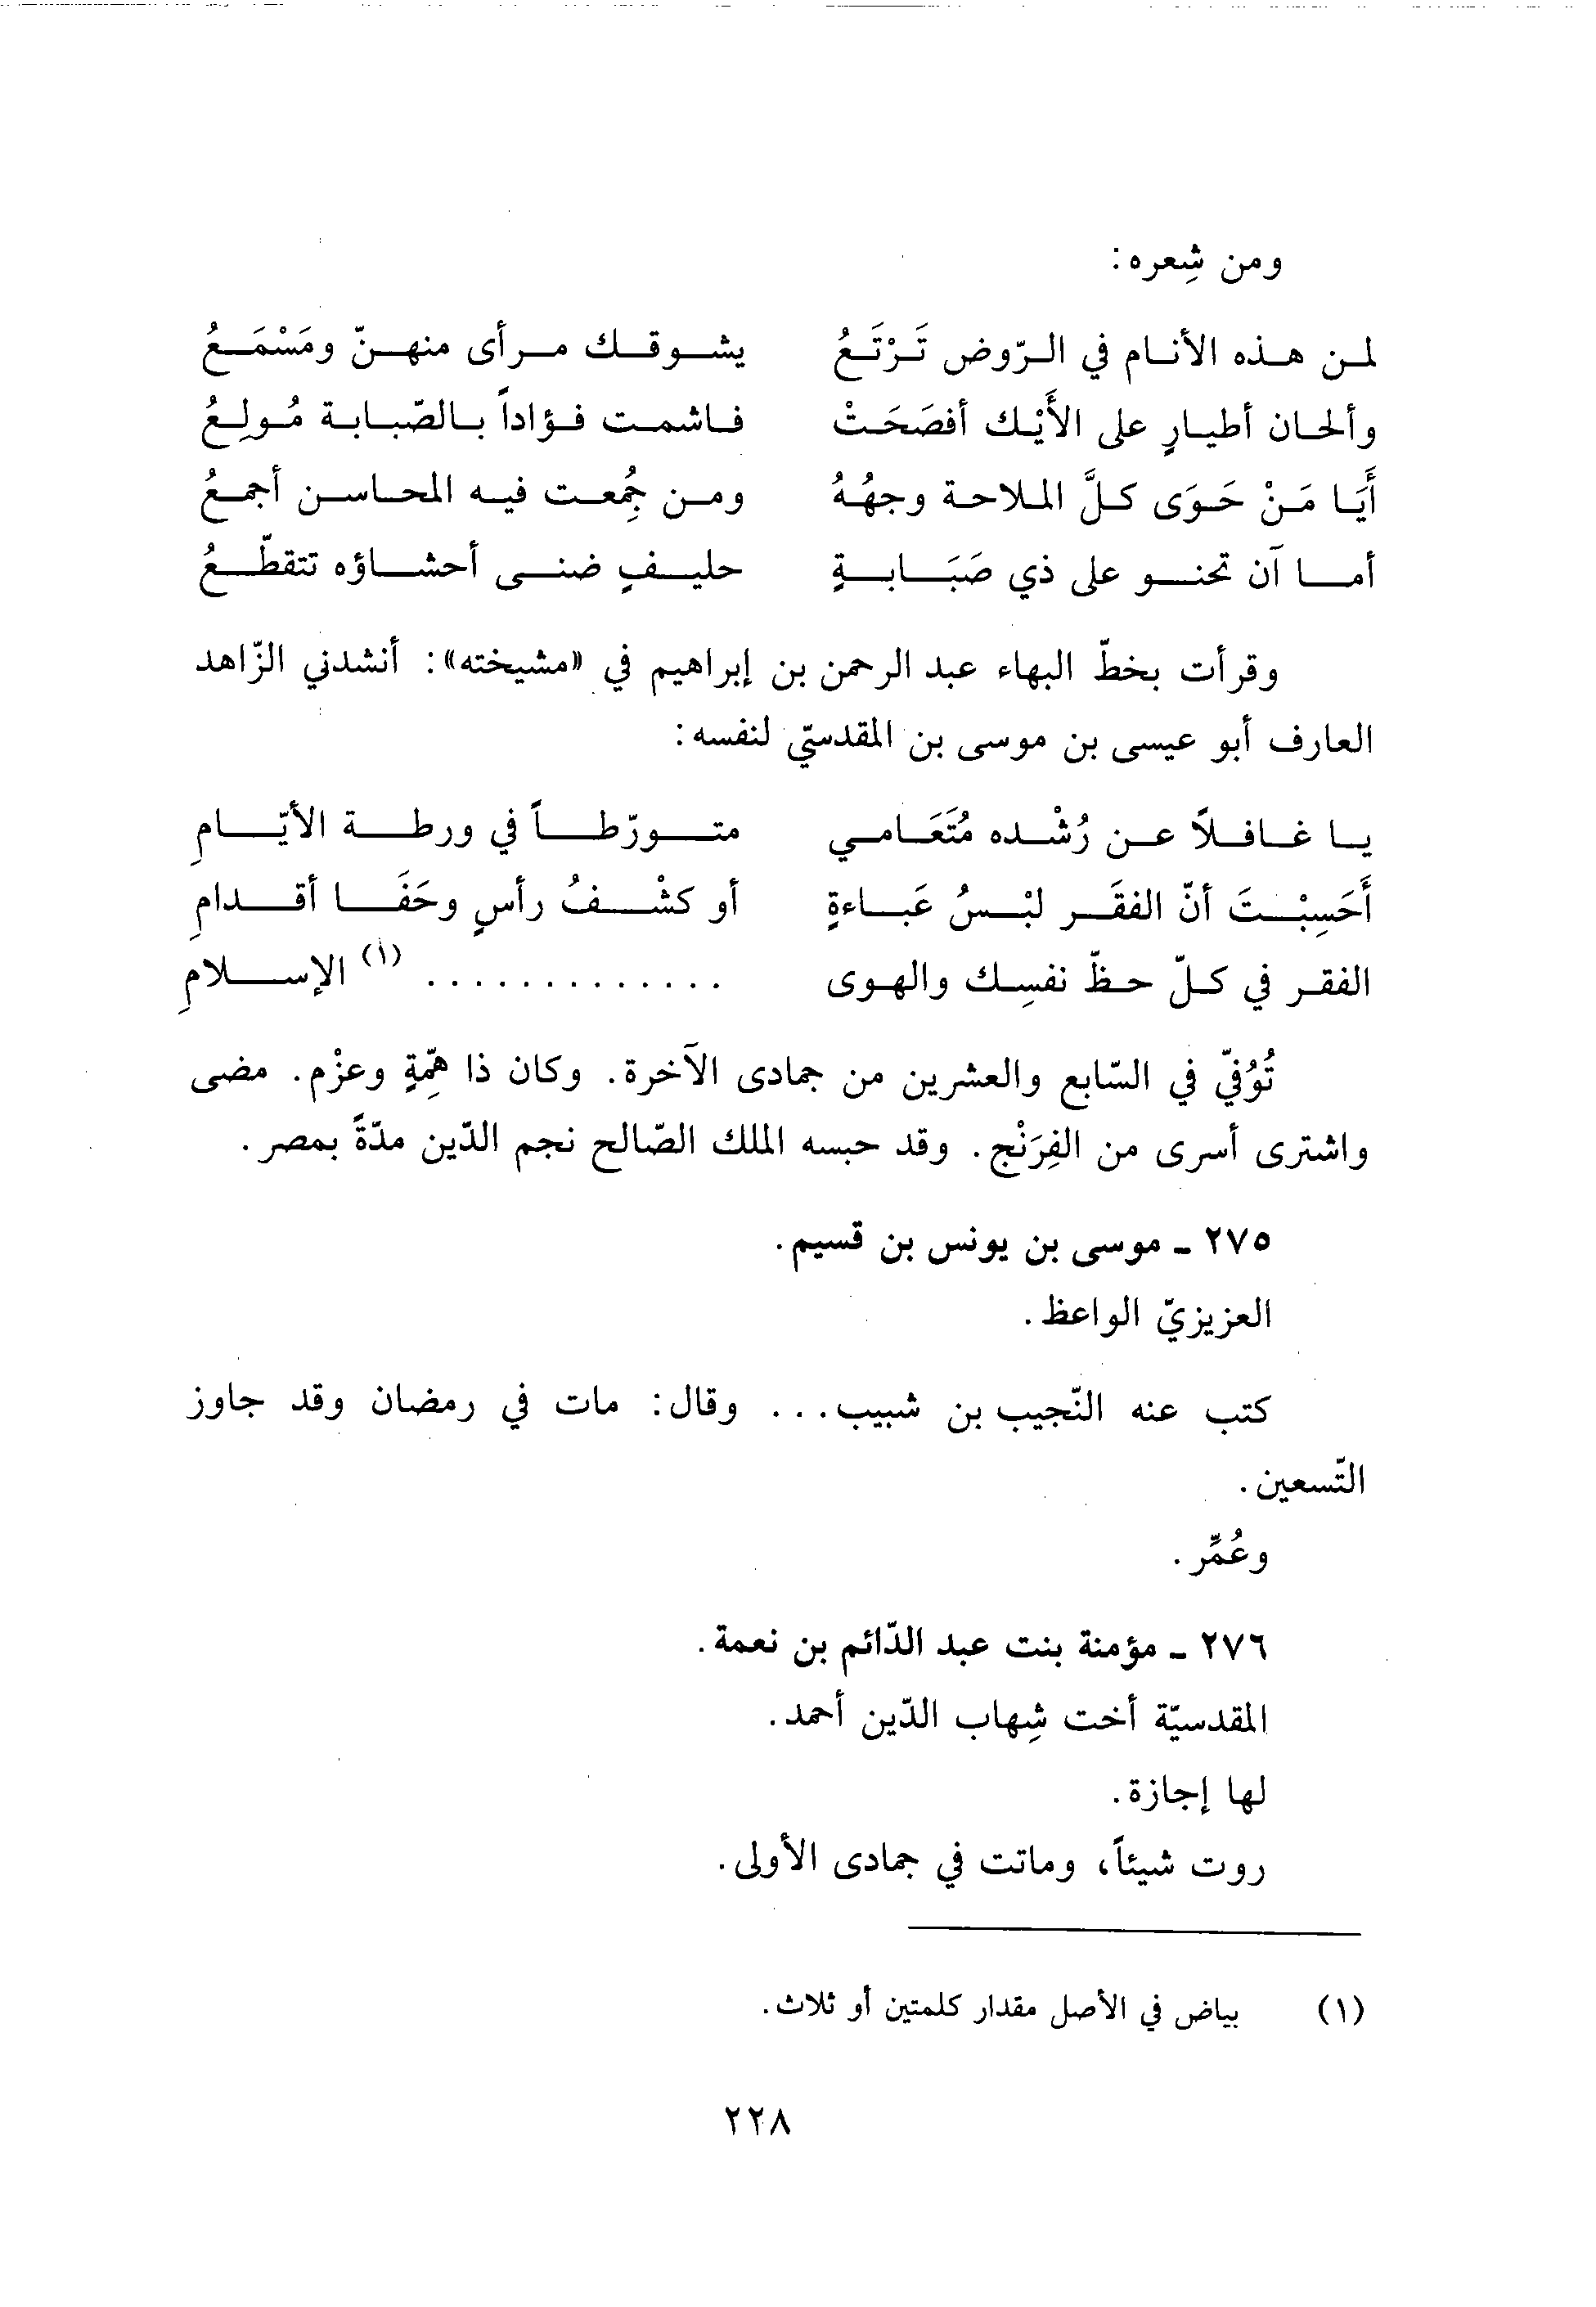 ومن شِعره:
لمن هذه الأنام في الرّوض تَرْتَعُ يشوقك مرأى منهنّ ومَسْمَعُ
وألحان أطيارٍ على الأَيْك أفصَحَتْ فاشمت فؤاداً بالصّبابة مُولِعُ
أَيَا مَنْ حَوَى كلَّ الملاحة وجهُهُ ومن جُمِعت فيه المحاسن أجمعُ
أما آن تحنو على ذي صَبَابةٍ حليفٍ ضنى أحشاؤه تتقطّعُ
وقرأت بخطّ البهاء عبد الرحمن بن إبراهيم في «مشيخته»: أنشدني الزّاهد
العارف أبو عيسى بن موسى بن المقدسيّ لنفسه:
يا غافلاً عن رُشْده مُتَعَامي متورّطاً في ورطة الأيّامِ
أَحَسِبْتَ أنّ الفقَر لبْسُ عَباءةٍ أو كشْفُ رأسٍ وحَفَا أقدامِ
الفقر في كلّ حظّ نفسِك والهوى . . . . . . . . . . . . . (١) الإسلامِ
تُوُفيّ في السّابع والعشرين من جمادى الآخرة. وكان ذا هِمّةٍ وعزْم. مضى
واشترى أسرى من الفِرَنْج. وقد حبسه الملك الصّالح نجم الدّين مدّةً بمصر.
٢٧٥ ـ موسى بن يونس بن قسيم.
العزيزيّ الواعظ.
كتب عنه النّجيب بن شبيب... وقال: مات في رمضان وقد جاوز
التّسعين.
وعُمِّر.
٢٧٦ ـ مؤمنة بنت عبد الدّائم بن نعمة.
المقدسيّة أخت شِهاب الدّين أحمد.
لها إجازة.
روت شيئاً، وماتت في جمادى الأولى.
(١) بياض في الأصل مقدار كلمتين أو ثلاث.
٢٢٨